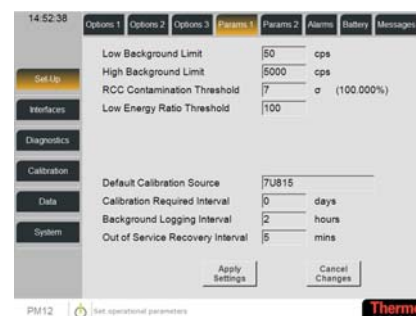 14:52:38
Options 1 Options 2 Options 3 Params 1 Params 2 Alarms Battery Messages
Low Background Limit 50 cps
High Background Limit 5000 cps
Set-Up
RCC Contamination Threshold 7 σ (100.000%)
Interfaces
Low Energy Ratio Threshold 100
Diagnostics
Calibration
Default Calibration Source 7U815
Data
Calibration Required Interval 0 days
Background Logging Interval 2 hours
System
Out of Service Recovery Interval 5 mins
Apply Settings
Cancel Changes
PM12 Set operational parameters
Thermo